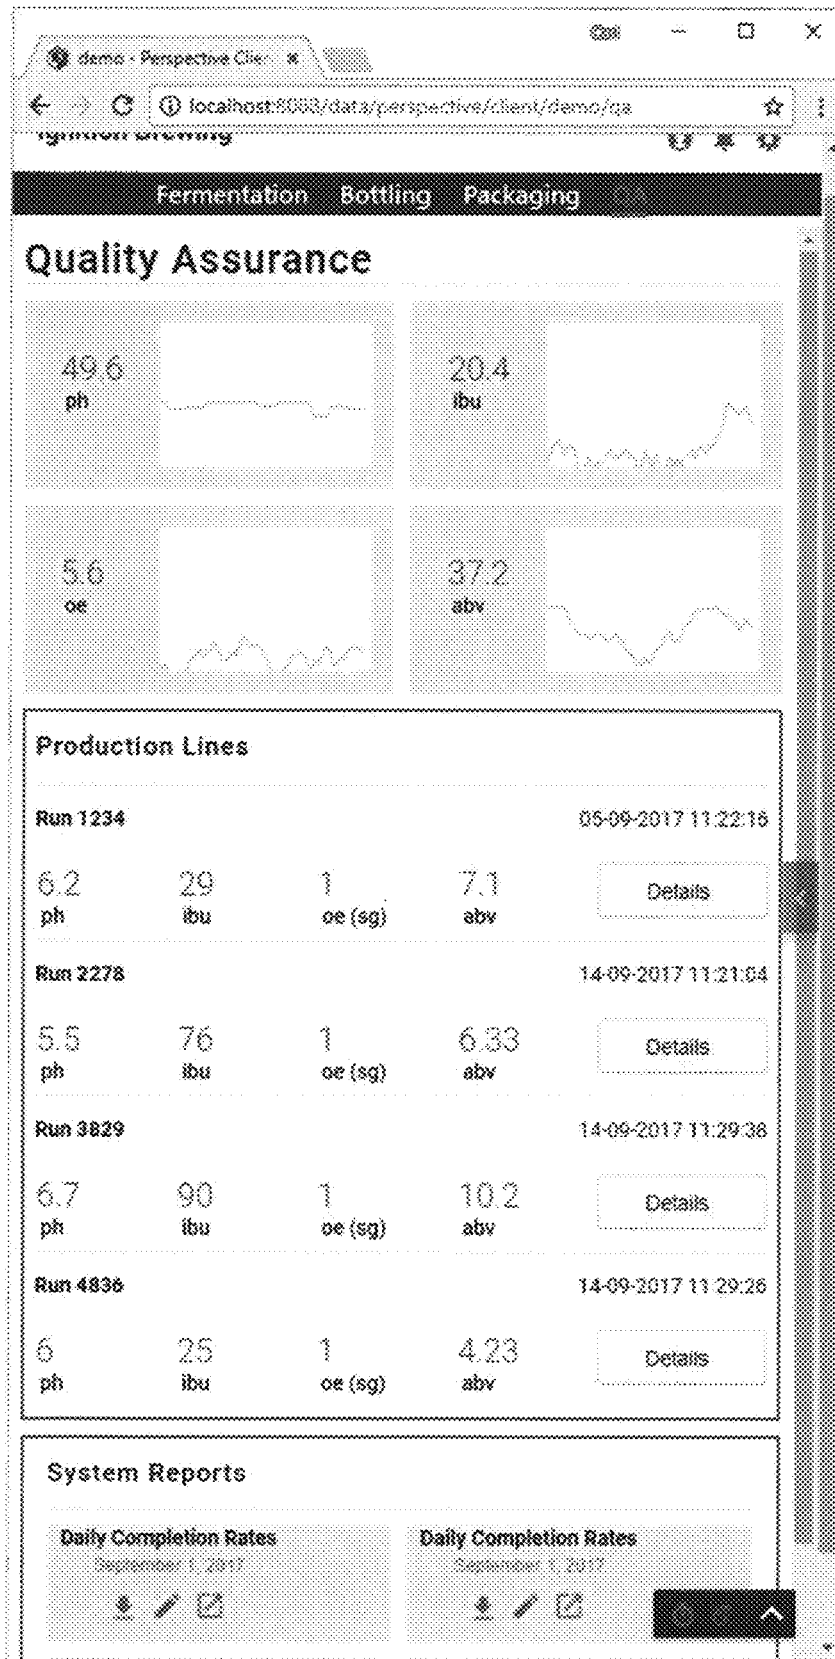 demo - Perspective Clie
localhost:8088/data/perspective/client/demo/qa
Ignition Brewing
Fermentation Bottling Packaging
Quality Assurance
49.6
ph
20.4
ibu
5.6
oe
37.2
abv
Production Lines
Run 1234 05-09-2017 11:22:16
6.2 29 1 7.1 Details
ph ibu oe (sg) abv
Run 2278 14-09-2017 11:21:04
5.5 76 1 6.33 Details
ph ibu oe (sg) abv
Run 3829 14-09-2017 11:29:36
6.7 90 1 10.2 Details
ph ibu oe (sg) abv
Run 4836 14-09-2017 11:29:26
6 25 1 4.23 Details
ph ibu oe (sg) abv
System Reports
Daily Completion Rates Daily Completion Rates
September 1, 2017 September 1, 2017